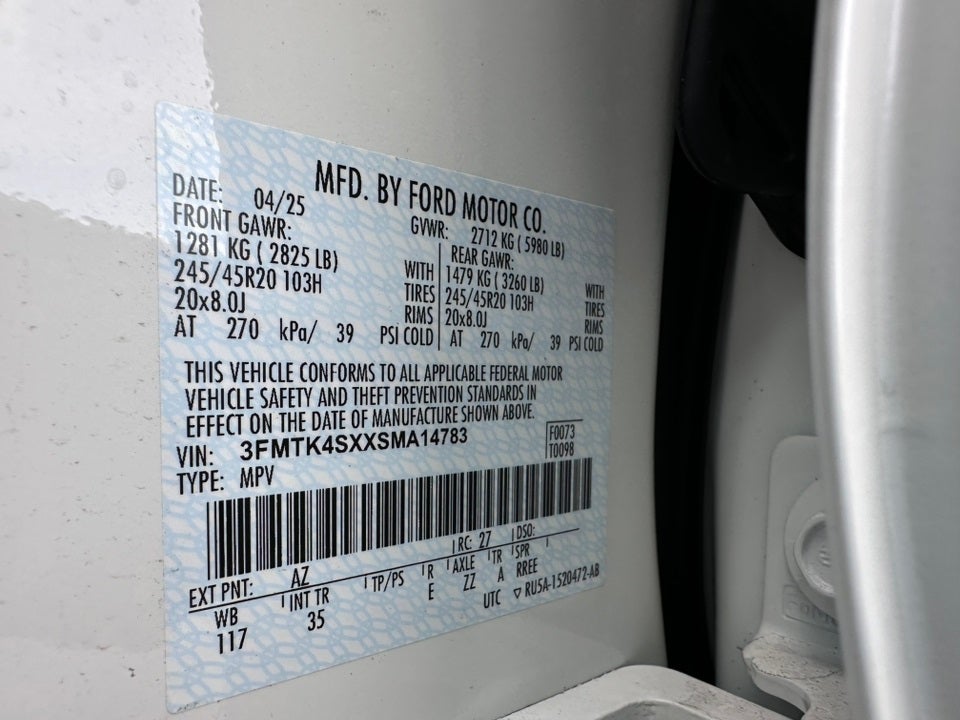 MFD. BY FORD MOTOR CO.
DATE: 04/25
GVWR: 2712 KG ( 5980 LB)
FRONT GAWR:
1281 KG ( 2825 LB)
245/45R20 103H
20x8.0J
AT 270 kPa/ 39 PSI COLD
WITH
TIRES
RIMS
REAR GAWR:
1479 KG ( 3260 LB)
245/45R20 103H
20x8.0J
AT 270 kPa/ 39 PSI COLD
WITH
TIRES
RIMS
THIS VEHICLE CONFORMS TO ALL APPLICABLE FEDERAL MOTOR
VEHICLE SAFETY AND THEFT PREVENTION STANDARDS IN
EFFECT ON THE DATE OF MANUFACTURE SHOWN ABOVE.
VIN: 3FMTK4SXXSMA14783
TYPE: MPV
F0073
T0098
EXT PNT: AZ
RC: 27
DSO:
WB
INT TR
TP/PS
R
AXLE
TR
SPR
117
35
E
ZZ
A
RREE
UTC ▽ RU5A-1520472-AB